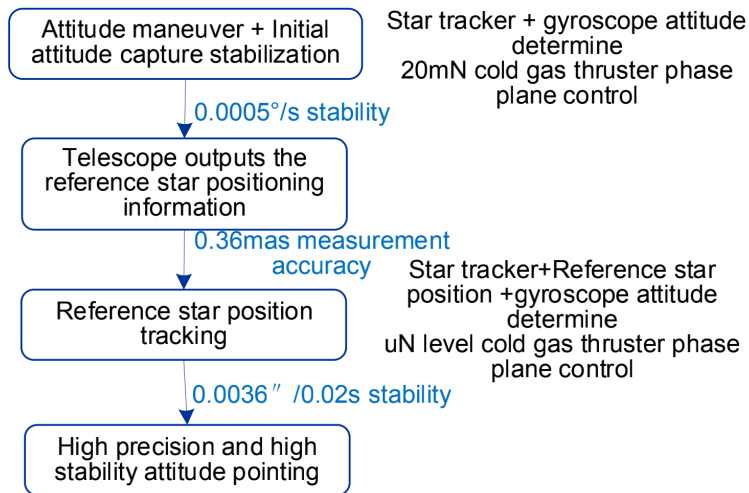 Attitude maneuver + Initial
attitude capture stabilization
Star tracker + gyroscope attitude
determine
20mN cold gas thruster phase
plane control
0.0005°/s stability
Telescope outputs the
reference star positioning
information
0.36mas measurement
accuracy
Star tracker+Reference star
position +gyroscope attitude
determine
uN level cold gas thruster phase
plane control
Reference star position
tracking
0.0036″ /0.02s stability
High precision and high
stability attitude pointing